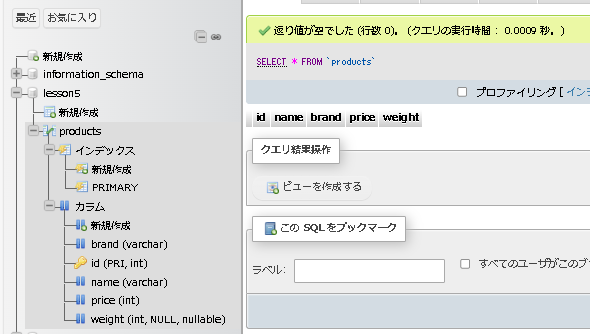 最近 お気に入り
新規作成
information_schema
lesson5
新規作成
products
インデックス
新規作成
PRIMARY
カラム
新規作成
brand (varchar)
id (PRI, int)
name (varchar)
price (int)
weight (int, NULL, nullable)
返り値が空でした (行数 0)。 (クエリの実行時間： 0.0009 秒。)
SELECT * FROM `products`
プロファイリング [ イン
id name brand price weight
クエリ結果操作
ビューを作成する
この SQL をブックマーク
ラベル:
すべてのユーザがこのブ